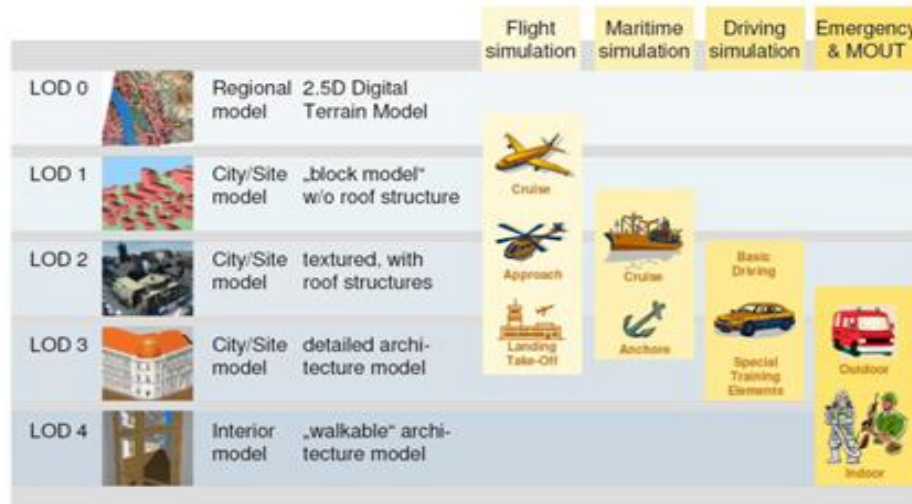 Flight simulation
Maritime simulation
Driving simulation
Emergency & MOUT
LOD 0
Regional model
2.5D Digital Terrain Model
LOD 1
City/Site model
„block model“ w/o roof structure
LOD 2
City/Site model
textured, with roof structures
LOD 3
City/Site model
detailed archi-
tecture model
LOD 4
Interior model
„walkable“ archi-
tecture model
Cruise
Approach
Landing
Take-Off
Cruise
Anchore
Basic
Driving
Special
Training
Elements
Outdoor
Indoor